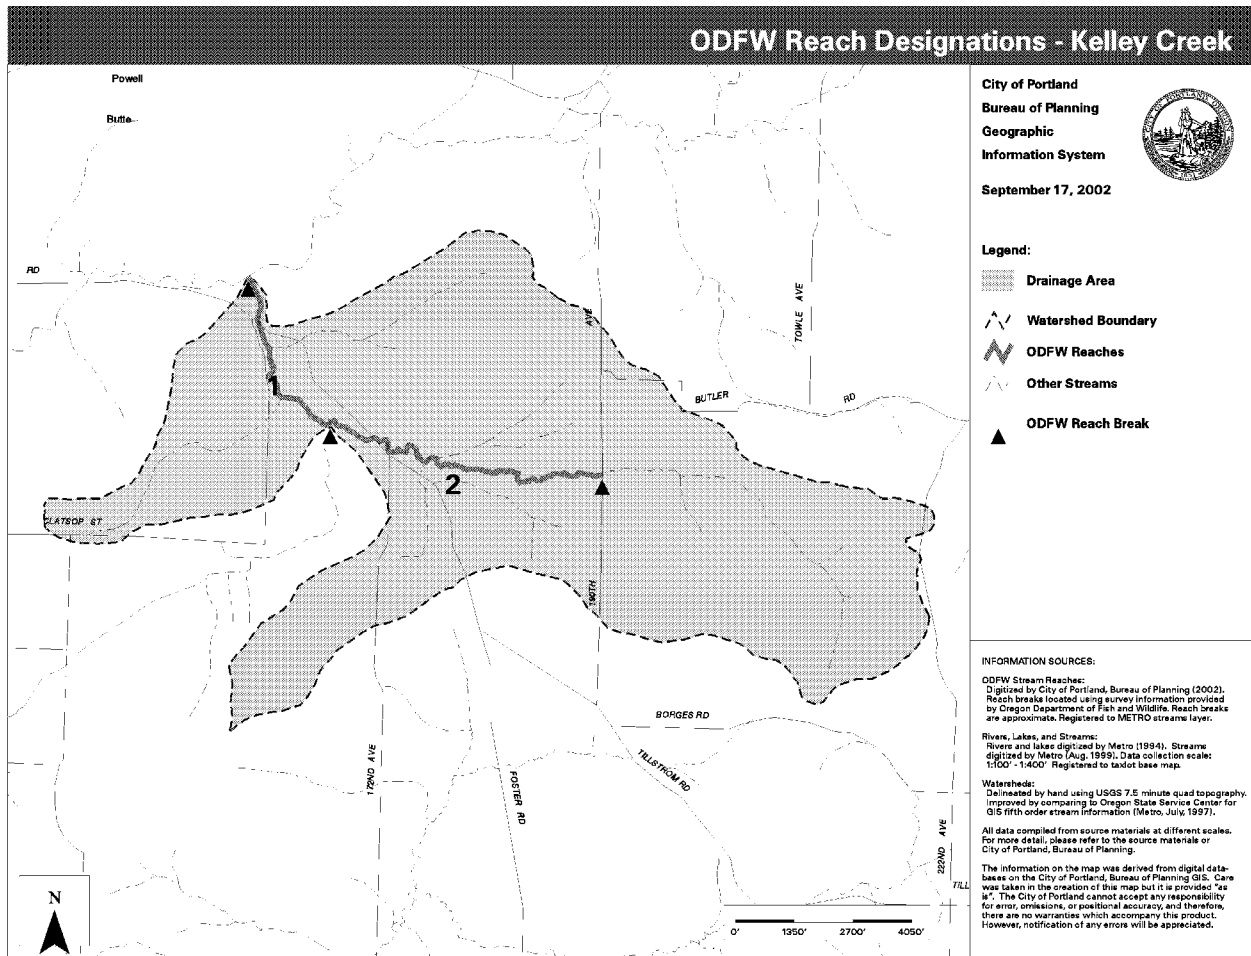 ODFW Reach Designations - Kelley Creek
Powell
Butte
RD
AVE
TOWLE AVE
1
BUTLER
RD
2
CLATSOP ST
190TH
BORGES RD
172ND AVE
FOSTER RD
TILLSTROM RD
222ND AVE
TILL
N
0' 1350' 2700' 4050'
City of Portland
Bureau of Planning
Geographic
Information System
September 17, 2002
Legend:
Drainage Area
Watershed Boundary
ODFW Reaches
Other Streams
ODFW Reach Break
INFORMATION SOURCES:
ODFW Stream Reaches:
Digitized by City of Portland, Bureau of Planning (2002).
Reach breaks located using survey information provided
by Oregon Department of Fish and Wildlife. Reach breaks
are approximate. Registered to METRO streams layer.
Rivers, Lakes, and Streams:
Rivers and lakes digitized by Metro (1994). Streams
digitized by Metro (Aug. 1999). Data collection scale:
1:100' - 1:400' Registered to taxlot base map.
Watersheds:
Delineated by hand using USGS 7.5 minute quad topography.
Improved by comparing to Oregon State Service Center for
GIS fifth order stream information (Metro, July, 1997).
All data compiled from source materials at different scales.
For more detail, please refer to the source materials or
City of Portland, Bureau of Planning.
The information on the map was derived from digital data-
bases on the City of Portland, Bureau of Planning GIS. Care
was taken in the creation of this map but it is provided "as
is". The City of Portland cannot accept any responsibility
for error, omissions, or positional accuracy, and therefore,
there are no warranties which accompany this product.
However, notification of any errors will be appreciated.